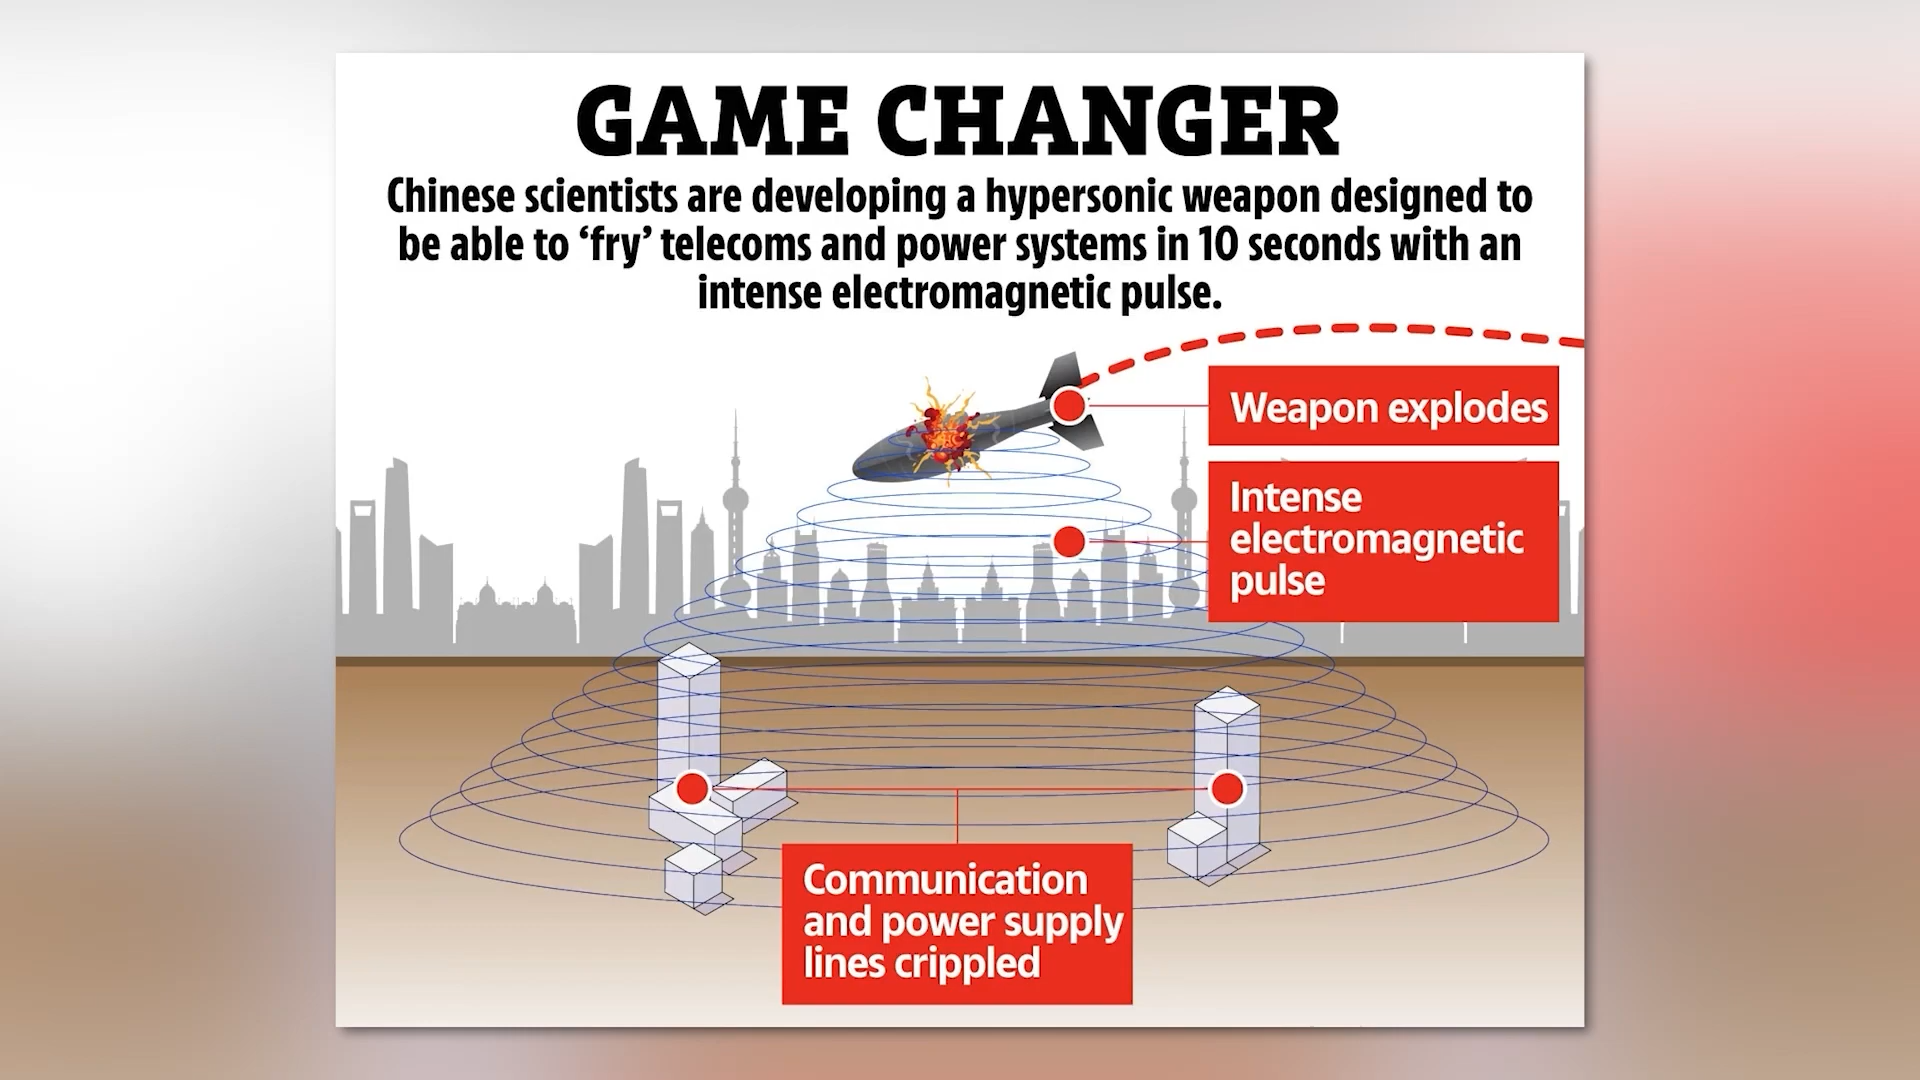 GAME CHANGER
Chinese scientists are developing a hypersonic weapon designed to
be able to ‘fry’ telecoms and power systems in 10 seconds with an
intense electromagnetic pulse.
Weapon explodes
Intense
electromagnetic
pulse
Communication
and power supply
lines crippled